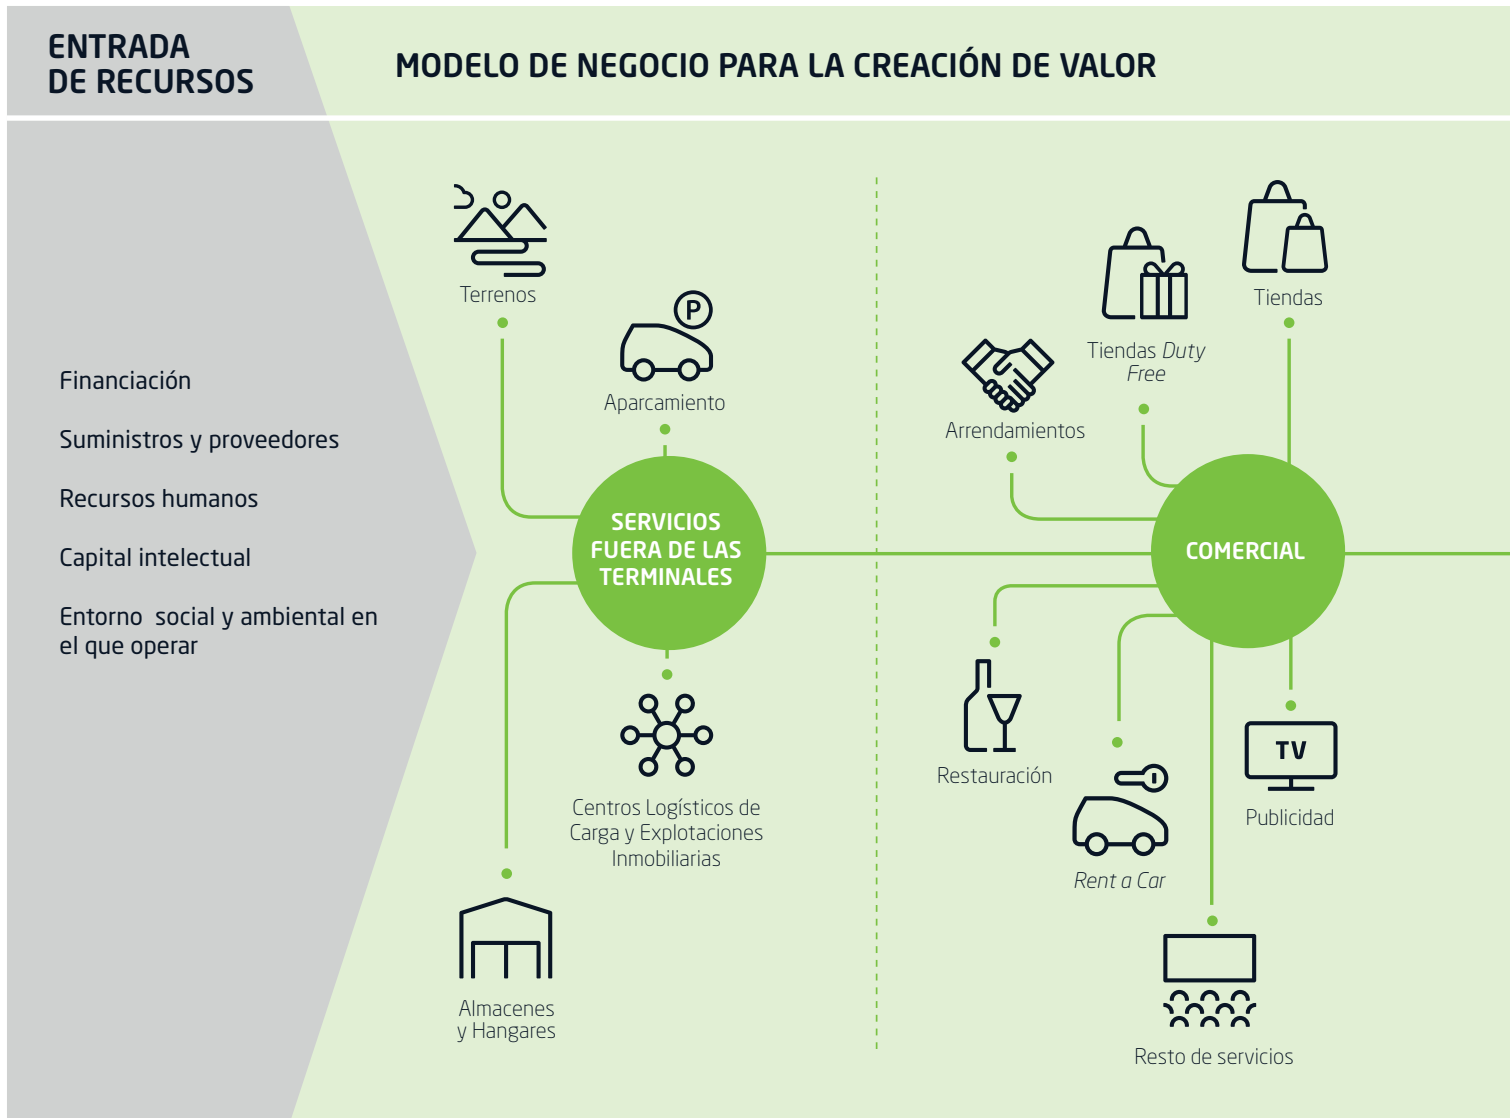 ENTRADA
DE RECURSOS
MODELO DE NEGOCIO PARA LA CREACIÓN DE VALOR
Financiación
Suministros y proveedores
Recursos humanos
Capital intelectual
Entorno social y ambiental en
el que operar
Terrenos
P
Aparcamiento
SERVICIOS
FUERA DE LAS
TERMINALES
Centros Logísticos de
Carga y Explotaciones
Inmobiliarias
Almacenes
y Hangares
Tiendas
Tiendas Duty
Free
Arrendamientos
COMERCIAL
Restauración
Rent a Car
TV
Publicidad
Resto de servicios